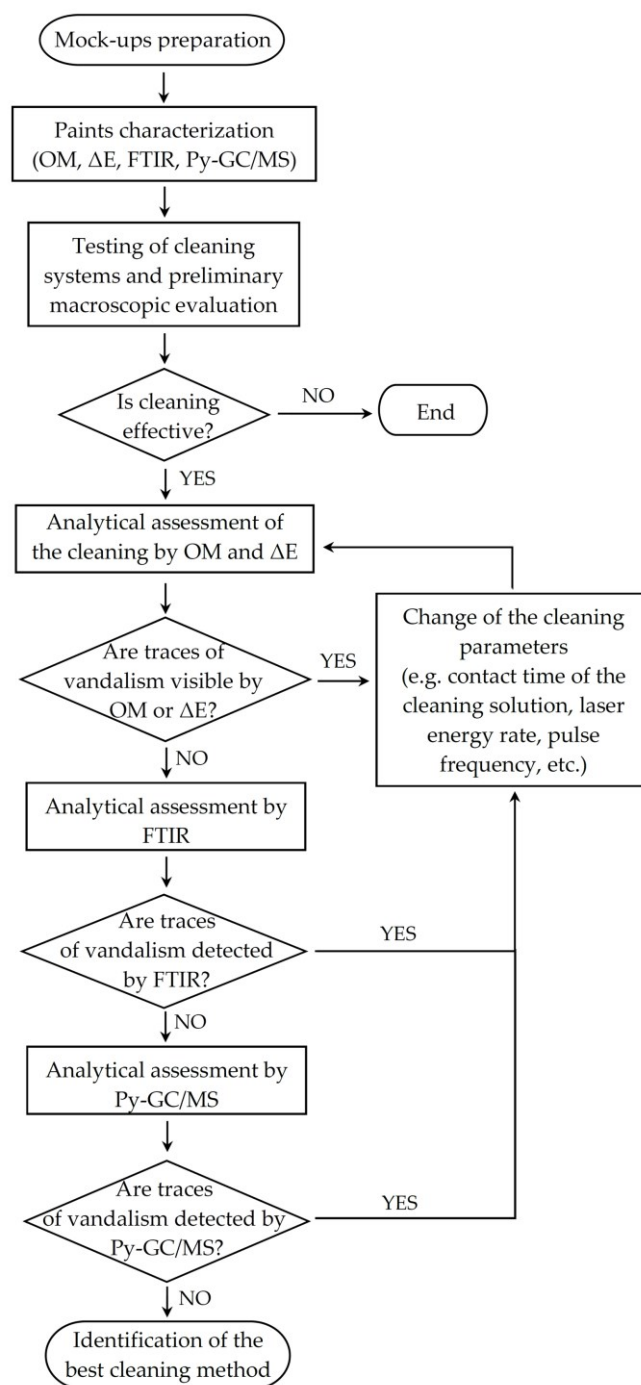 Mock-ups preparation
Paints characterization
(OM, ΔE, FTIR, Py-GC/MS)
Testing of cleaning
systems and preliminary
macroscopic evaluation
Is cleaning
effective?
NO
End
YES
Analytical assessment of
the cleaning by OM and ΔE
Are traces of
vandalism visible by
OM or ΔE?
YES
Change of the cleaning
parameters
(e.g. contact time of the
cleaning solution, laser
energy rate, pulse
frequency, etc.)
NO
Analytical assessment by
FTIR
Are traces
of vandalism detected
by FTIR?
YES
NO
Analytical assessment by
Py-GC/MS
Are traces
of vandalism detected by
Py-GC/MS?
YES
NO
Identification of the
best cleaning method